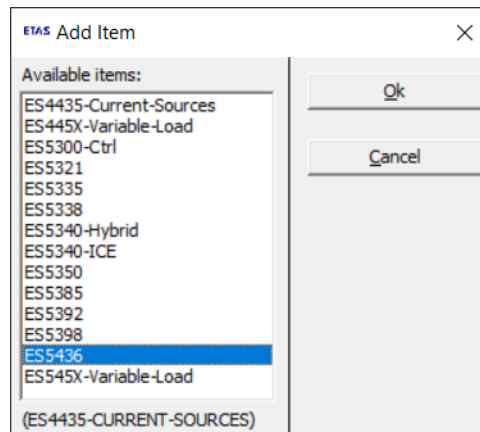 ETAS Add Item
Available items:
ES4435-Current-Sources
ES445X-Variable-Load
ES5300-Ctrl
ES5321
ES5335
ES5338
ES5340-Hybrid
ES5340-ICE
ES5350
ES5385
ES5392
ES5398
ES5436
ES545X-Variable-Load
(ES4435-CURRENT-SOURCES)
Ok
Cancel